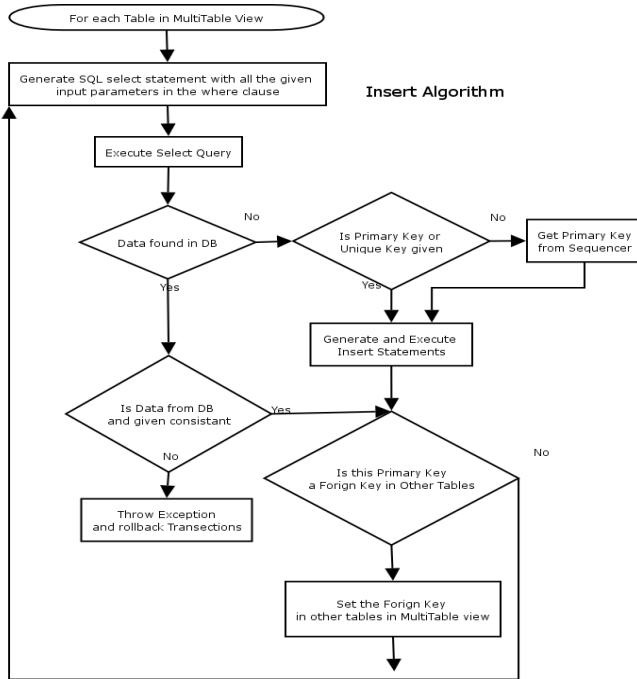 For each Table in MultiTable View
Generate SQL select statement with all the given
input parameters in the where clause
Insert Algorithm
Execute Select Query
No
No
Data found in DB
Is Primary Key or
Unique Key given
Get Primary Key
from Sequencer
Yes
Yes
Generate and Execute
Insert Statements
Is Data from DB
and given consistant
Yes
No
No
Is this Primary Key
a Forign Key in Other Tables
Throw Exception
and rollback Transections
Set the Forign Key
in other tables in MultiTable view